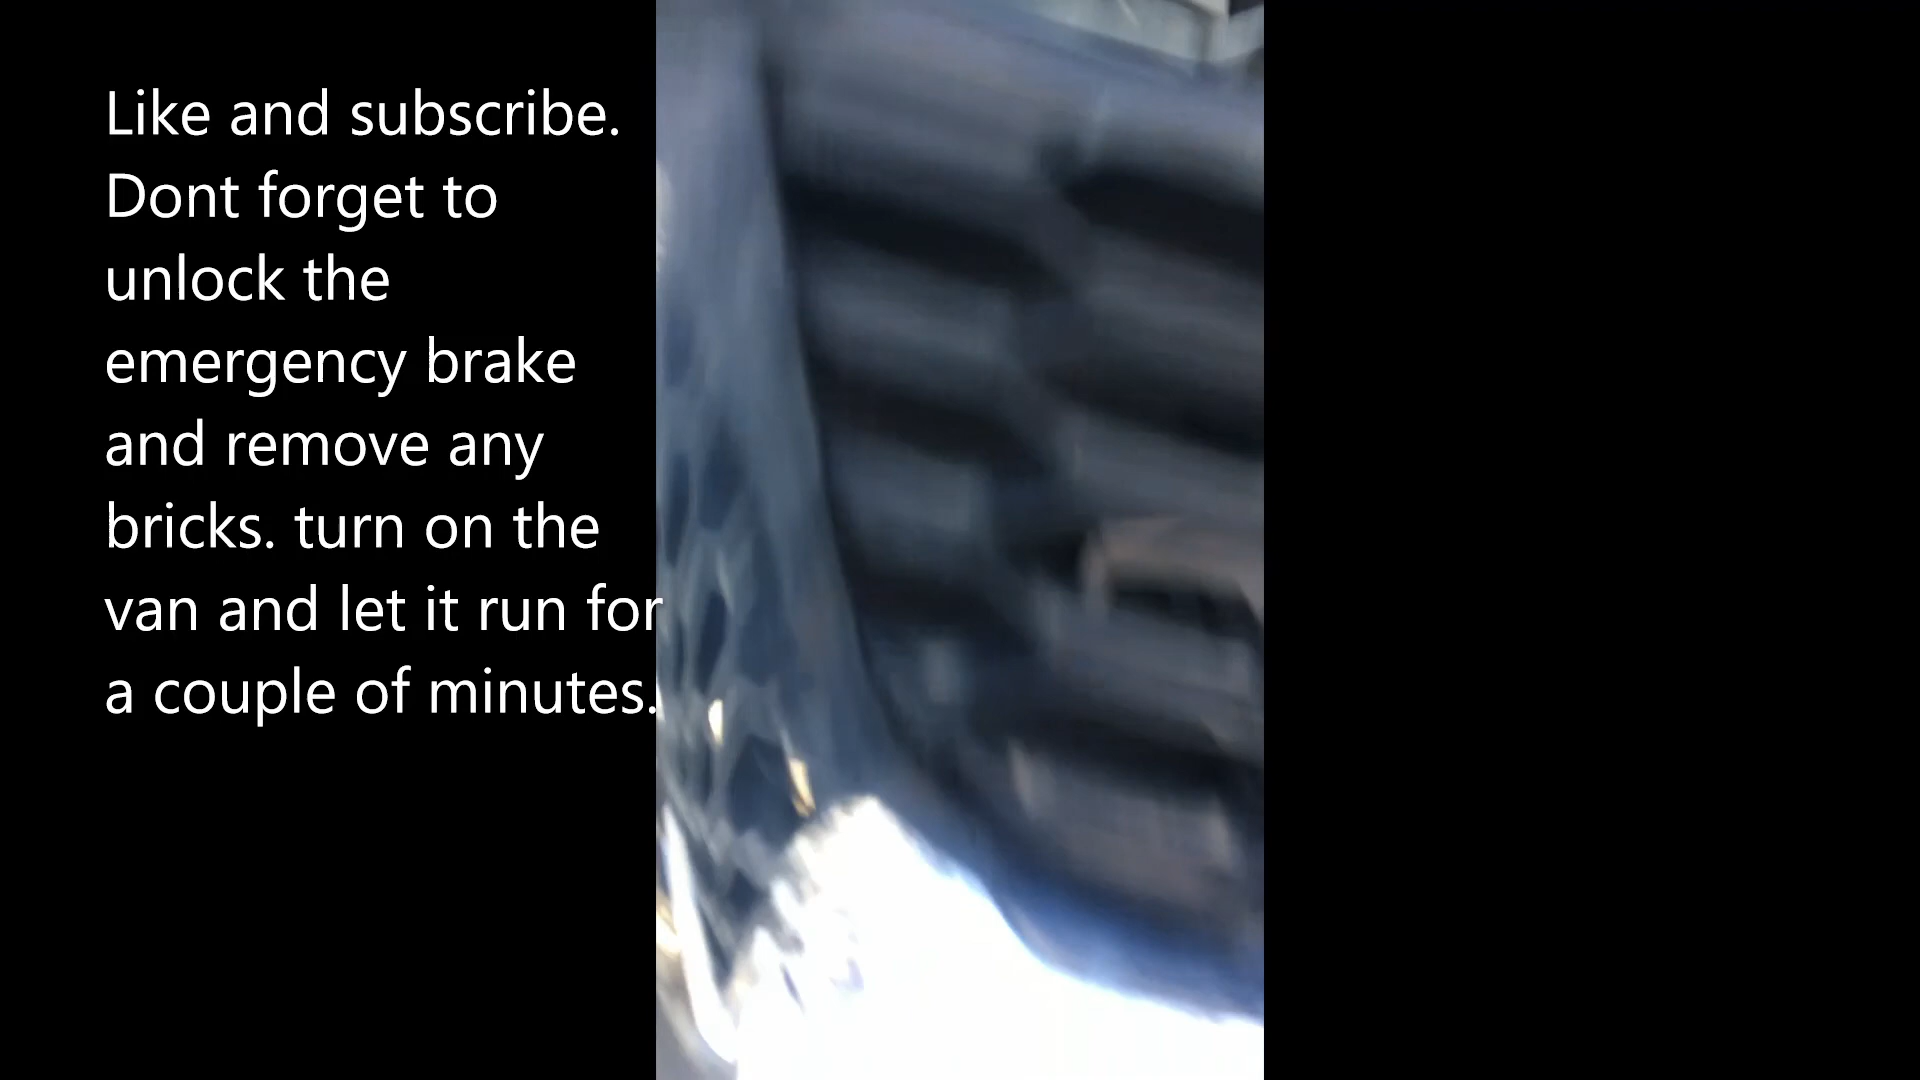 Like and subscribe.
Dont forget to
unlock the
emergency brake
and remove any
bricks. turn on the
van and let it run for
a couple of minutes.